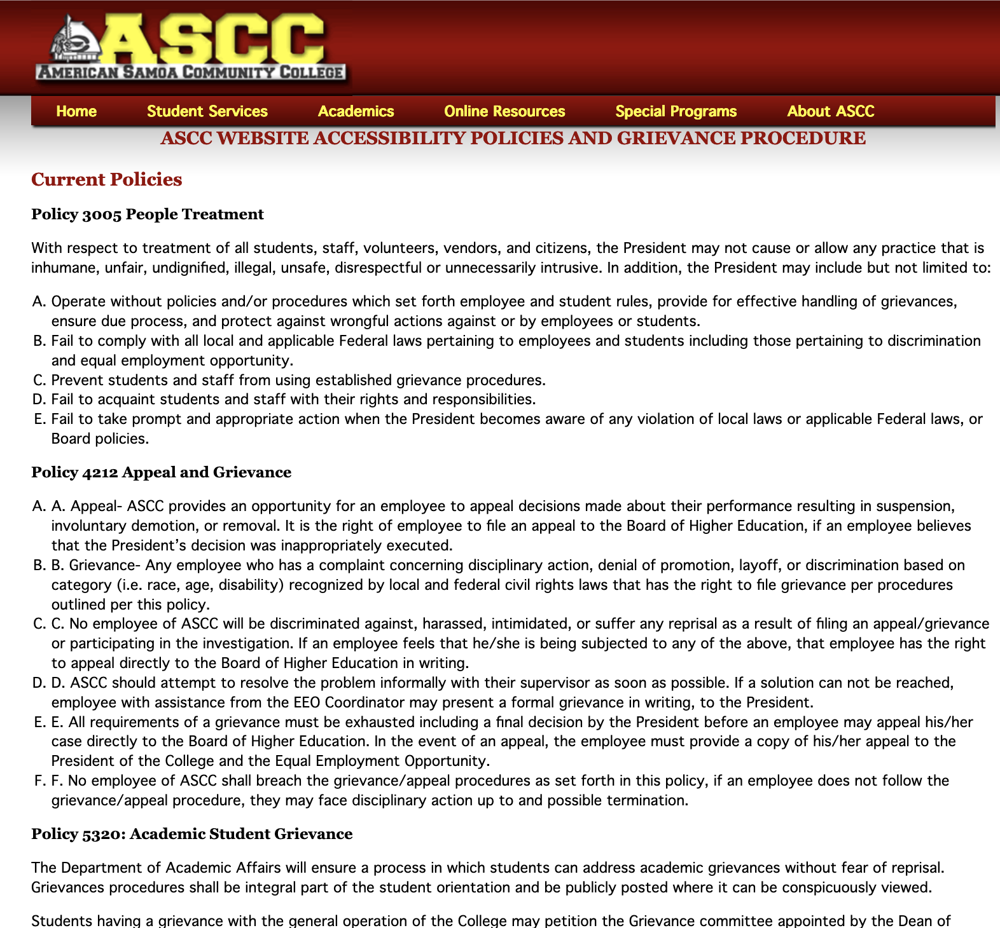 ASCC
AMERICAN SAMOA COMMUNITY COLLEGE
Home Student Services Academics Online Resources Special Programs About ASCC
ASCC WEBSITE ACCESSIBILITY POLICIES AND GRIEVANCE PROCEDURE
Current Policies
Policy 3005 People Treatment
With respect to treatment of all students, staff, volunteers, vendors, and citizens, the President may not cause or allow any practice that is
inhumane, unfair, undignified, illegal, unsafe, disrespectful or unnecessarily intrusive. In addition, the President may include but not limited to:
A. Operate without policies and/or procedures which set forth employee and student rules, provide for effective handling of grievances,
ensure due process, and protect against wrongful actions against or by employees or students.
B. Fail to comply with all local and applicable Federal laws pertaining to employees and students including those pertaining to discrimination
and equal employment opportunity.
C. Prevent students and staff from using established grievance procedures.
D. Fail to acquaint students and staff with their rights and responsibilities.
E. Fail to take prompt and appropriate action when the President becomes aware of any violation of local laws or applicable Federal laws, or
Board policies.
Policy 4212 Appeal and Grievance
A. A. Appeal- ASCC provides an opportunity for an employee to appeal decisions made about their performance resulting in suspension,
involuntary demotion, or removal. It is the right of employee to file an appeal to the Board of Higher Education, if an employee believes
that the President’s decision was inappropriately executed.
B. B. Grievance- Any employee who has a complaint concerning disciplinary action, denial of promotion, layoff, or discrimination based on
category (i.e. race, age, disability) recognized by local and federal civil rights laws that has the right to file grievance per procedures
outlined per this policy.
C. C. No employee of ASCC will be discriminated against, harassed, intimidated, or suffer any reprisal as a result of filing an appeal/grievance
or participating in the investigation. If an employee feels that he/she is being subjected to any of the above, that employee has the right
to appeal directly to the Board of Higher Education in writing.
D. D. ASCC should attempt to resolve the problem informally with their supervisor as soon as possible. If a solution can not be reached,
employee with assistance from the EEO Coordinator may present a formal grievance in writing, to the President.
E. E. All requirements of a grievance must be exhausted including a final decision by the President before an employee may appeal his/her
case directly to the Board of Higher Education. In the event of an appeal, the employee must provide a copy of his/her appeal to the
President of the College and the Equal Employment Opportunity.
F. F. No employee of ASCC shall breach the grievance/appeal procedures as set forth in this policy, if an employee does not follow the
grievance/appeal procedure, they may face disciplinary action up to and possible termination.
Policy 5320: Academic Student Grievance
The Department of Academic Affairs will ensure a process in which students can address academic grievances without fear of reprisal.
Grievances procedures shall be integral part of the student orientation and be publicly posted where it can be conspicuously viewed.
Students having a grievance with the general operation of the College may petition the Grievance committee appointed by the Dean of